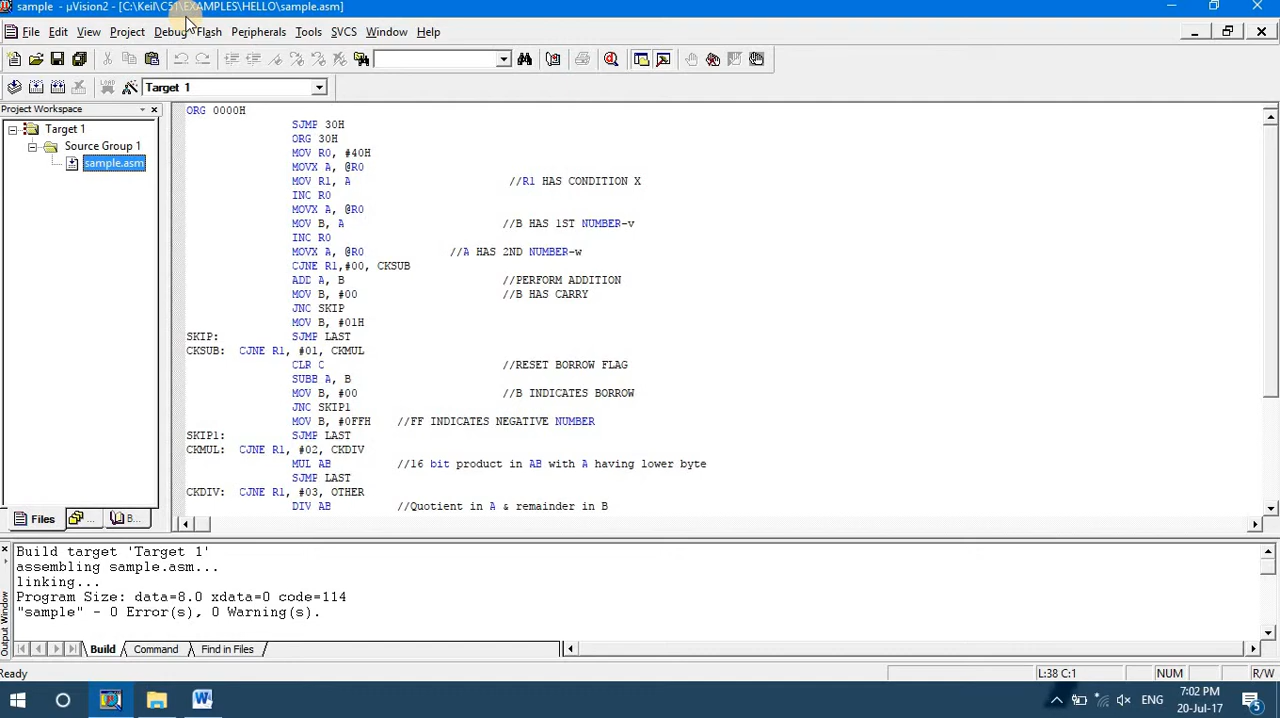 sample - µVision2 - [C:\Keil\C51\EXAMPLES\HELLO\sample.asm]
File Edit View Project Debug Flash Peripherals Tools SVCS Window Help
Target 1
Project Workspace
Target 1
Source Group 1
sample.asm
Files
B...
ORG 0000H
SJMP 30H
ORG 30H
MOV R0, #40H
MOVX A, @R0
MOV R1, A //R1 HAS CONDITION X
INC R0
MOVX A, @R0
MOV B, A //B HAS 1ST NUMBER-v
INC R0
MOVX A, @R0 //A HAS 2ND NUMBER-w
CJNE R1,#00, CKSUB
ADD A, B //PERFORM ADDITION
MOV B, #00 //B HAS CARRY
JNC SKIP
MOV B, #01H
SKIP: SJMP LAST
CKSUB: CJNE R1, #01, CKMUL
CLR C //RESET BORROW FLAG
SUBB A, B
MOV B, #00 //B INDICATES BORROW
JNC SKIP1
MOV B, #0FFH //FF INDICATES NEGATIVE NUMBER
SKIP1: SJMP LAST
CKMUL: CJNE R1, #02, CKDIV
MUL AB //16 bit product in AB with A having lower byte
SJMP LAST
CKDIV: CJNE R1, #03, OTHER
DIV AB //Quotient in A & remainder in B
Build target 'Target 1'
assembling sample.asm...
linking...
Program Size: data=8.0 xdata=0 code=114
"sample" - 0 Error(s), 0 Warning(s).
Output Window
Build Command Find in Files
Ready
L:38 C:1 NUM R/W
ENG
7:02 PM
20-Jul-17
5